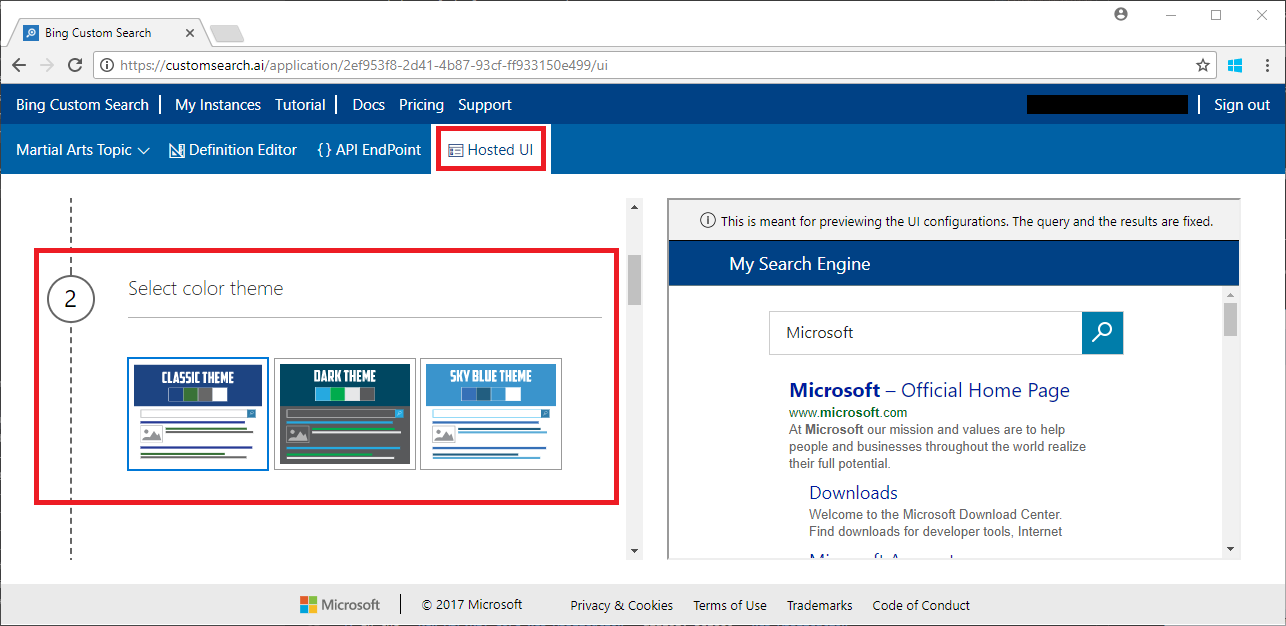 Bing Custom Search
https://customsearch.ai/application/2ef953f8-2d41-4b87-93cf-ff933150e499/ui
Bing Custom Search | My Instances Tutorial | Docs Pricing Support | Sign out
Martial Arts Topic Definition Editor {} API EndPoint Hosted UI
2 Select color theme
CLASSIC THEME DARK THEME SKY BLUE THEME
This is meant for previewing the UI configurations. The query and the results are fixed.
My Search Engine
Microsoft
Microsoft – Official Home Page
www.microsoft.com
At Microsoft our mission and values are to help
people and businesses throughout the world realize
their full potential.
Downloads
Welcome to the Microsoft Download Center.
Find downloads for developer tools, Internet
Microsoft | © 2017 Microsoft Privacy & Cookies Terms of Use Trademarks Code of Conduct